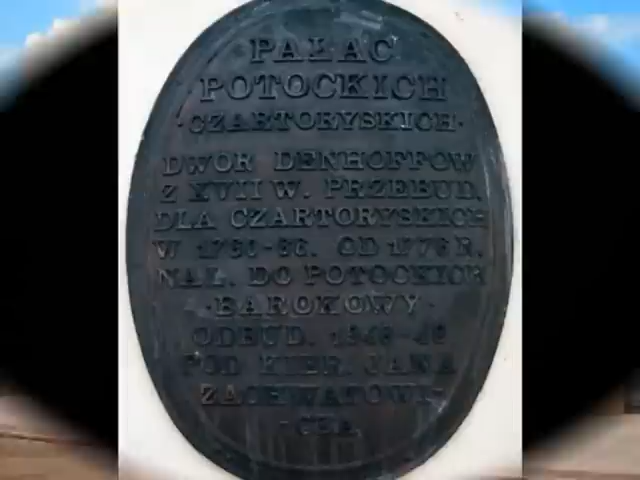 PAŁAC
POTOCKICH
·CZARTORYSKICH·
DWÓR DENHOFFÓW
Z XVII W. PRZEBUD.
DLA CZARTORYSKICH
W 1760-66. OD 1776 R.
NAL. DO POTOCKICH
·BAROKOWY·
ODBUD. 1948-49
POD KIER. JANA
ZACHWATOWI-
CZA